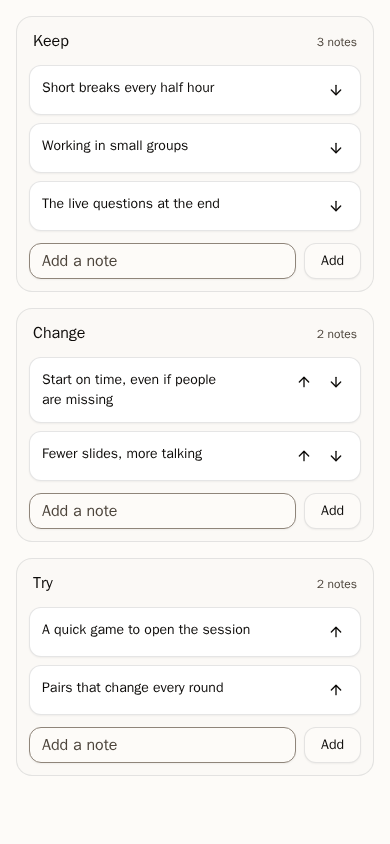 Keep
3 notes
Short breaks every half hour
Working in small groups
The live questions at the end
Add a note
Add
Change
2 notes
Start on time, even if people
are missing
Fewer slides, more talking
Add a note
Add
Try
2 notes
A quick game to open the session
Pairs that change every round
Add a note
Add